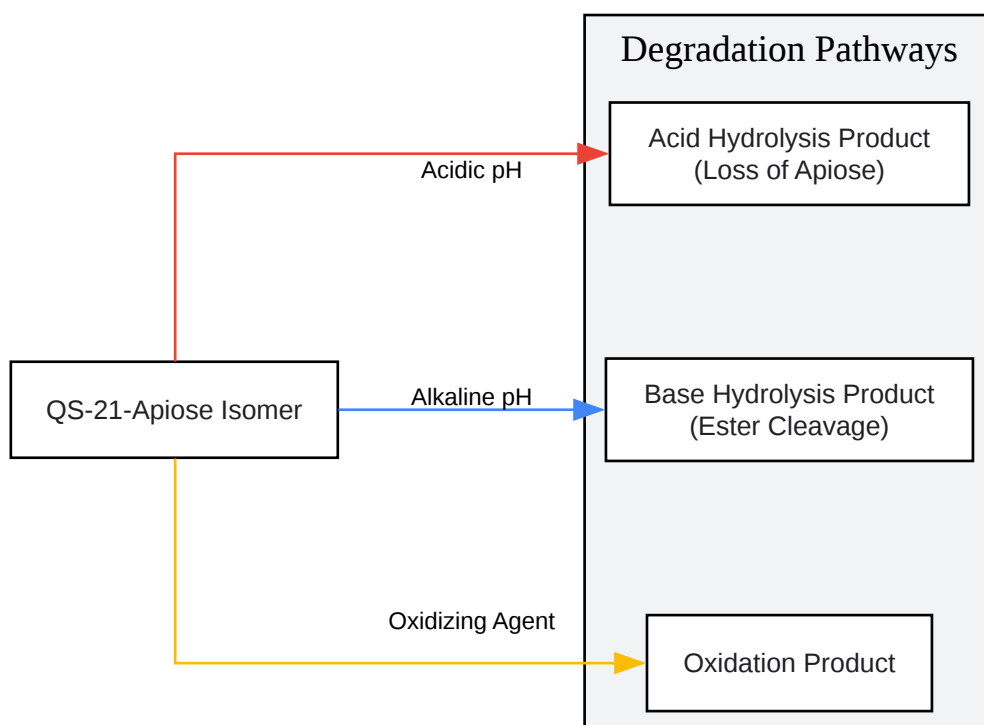 Degradation Pathways
Acid Hydrolysis Product
(Loss of Apiose)
Acidic pH
QS-21-Apiose Isomer
Alkaline pH
Base Hydrolysis Product
(Ester Cleavage)
Oxidizing Agent
Oxidation Product